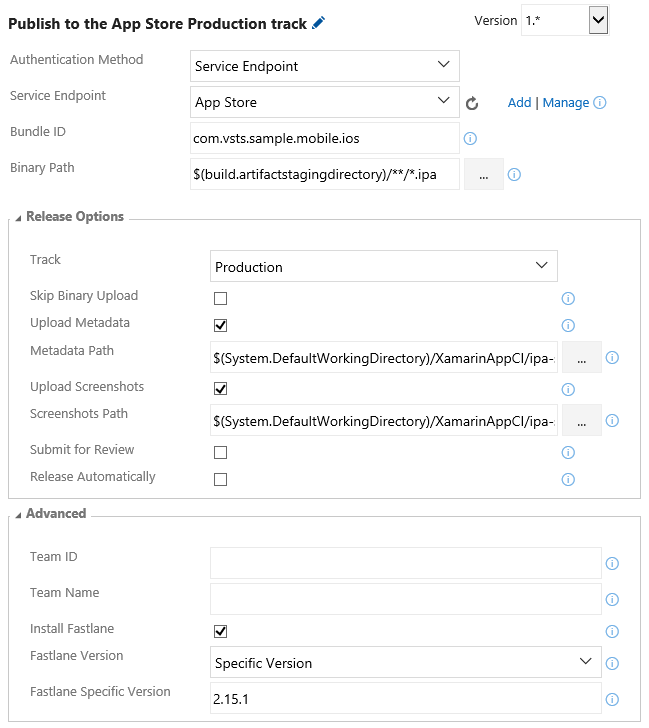 Publish to the App Store Production track
Version 1.*
Authentication Method Service Endpoint
Service Endpoint App Store Add | Manage
Bundle ID com.vsts.sample.mobile.ios
Binary Path $(build.artifactstagingdirectory)/**/*.ipa ...
Release Options
Track Production
Skip Binary Upload
Upload Metadata
Metadata Path $(System.DefaultWorkingDirectory)/XamarinAppCI/ipa- ...
Upload Screenshots
Screenshots Path $(System.DefaultWorkingDirectory)/XamarinAppCI/ipa- ...
Submit for Review
Release Automatically
Advanced
Team ID
Team Name
Install Fastlane
Fastlane Version Specific Version
Fastlane Specific Version 2.15.1